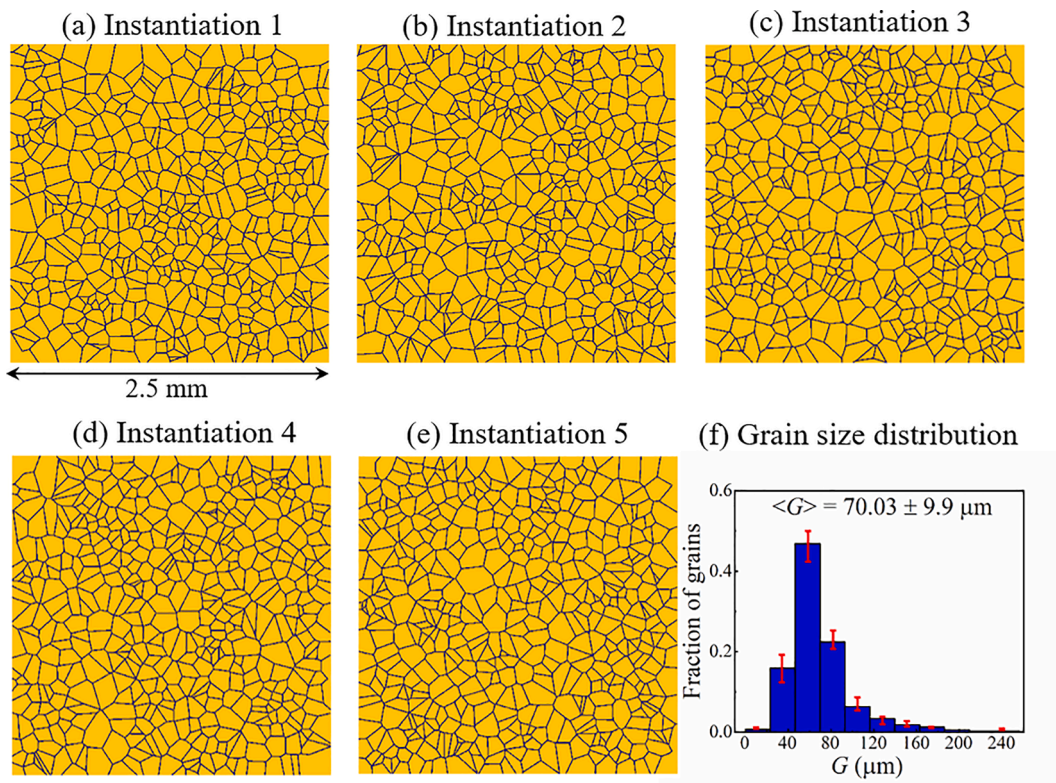 (a) Instantiation 1
(b) Instantiation 2
(c) Instantiation 3
2.5 mm
(d) Instantiation 4
(e) Instantiation 5
(f) Grain size distribution
<G> = 70.03 ± 9.9 μm
Fraction of grains
0.6
0.4
0.2
0.0
0 40 80 120 160 200 240
G (μm)